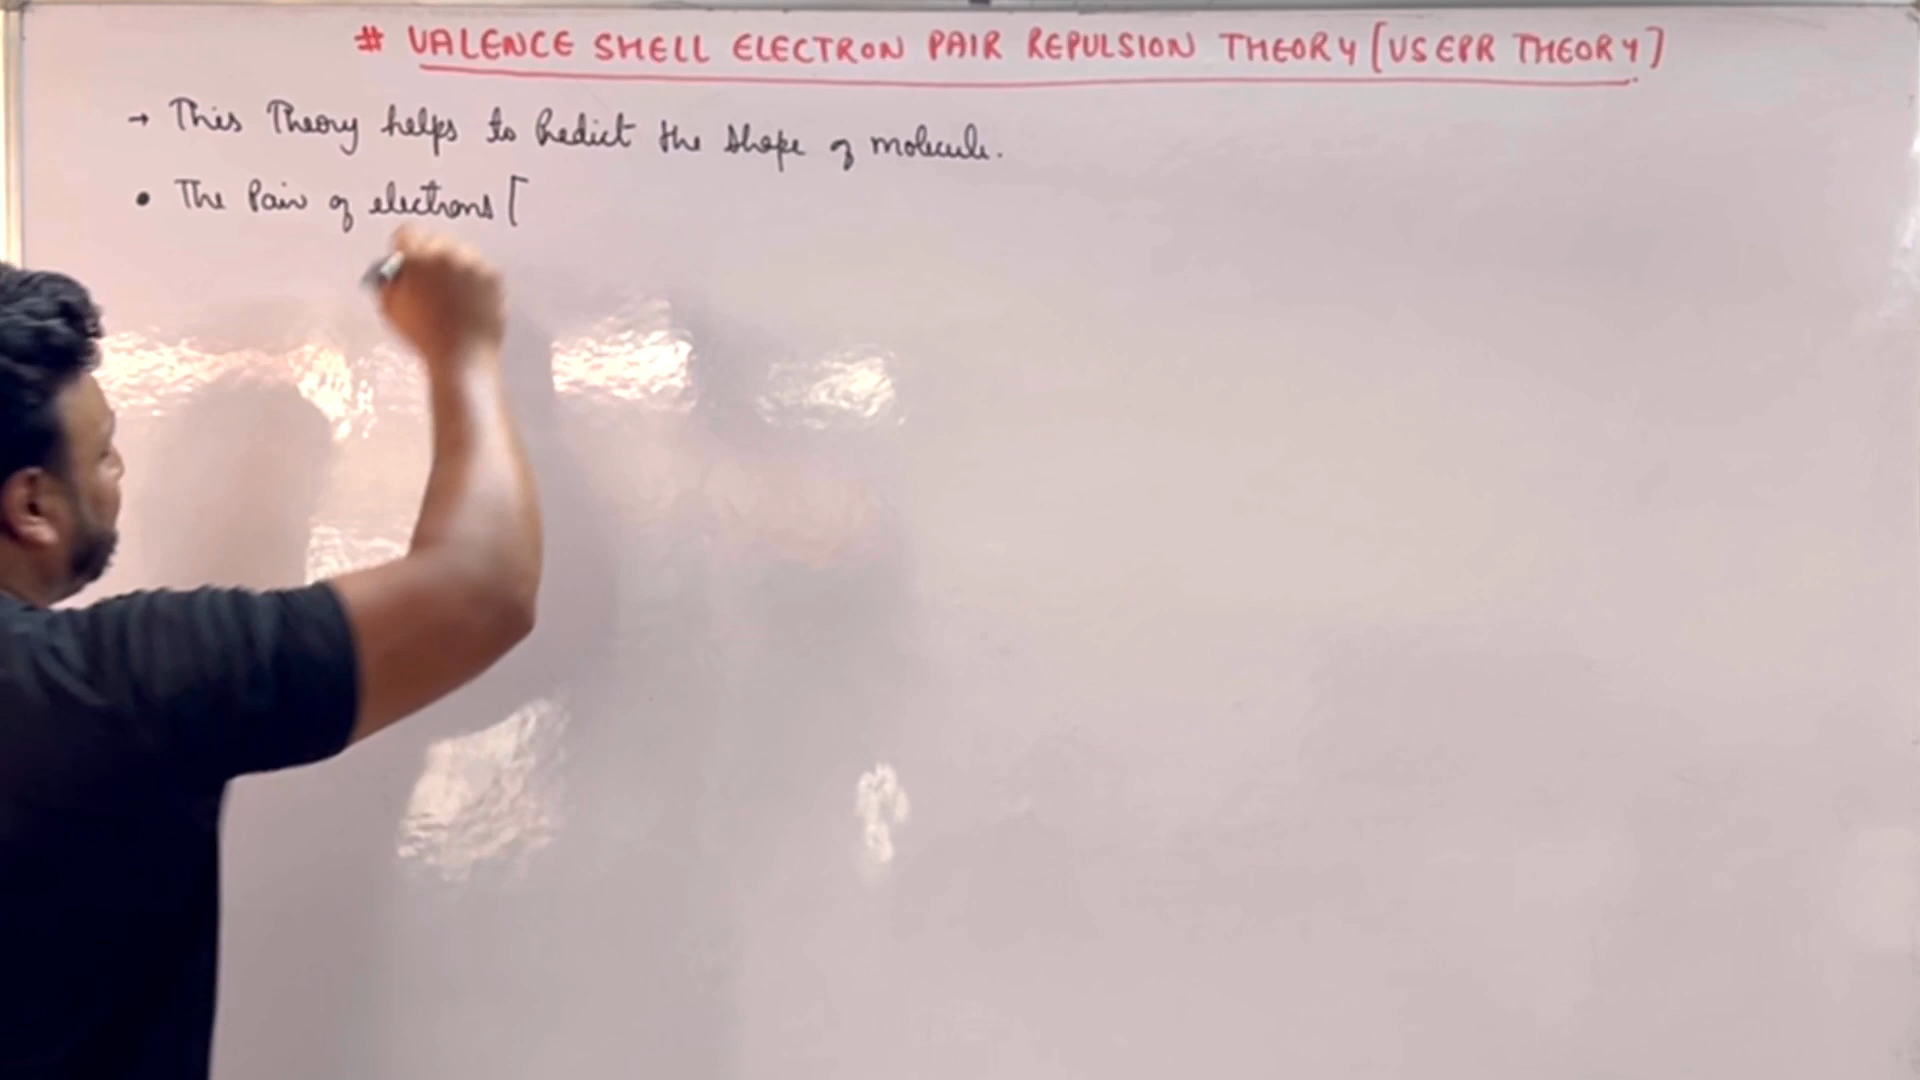 # VALENCE SHELL ELECTRON PAIR REPULSION THEORY [VSEPR THEORY]
→ This Theory helps to Predict the shape of molecule.
• The Pair of electrons [